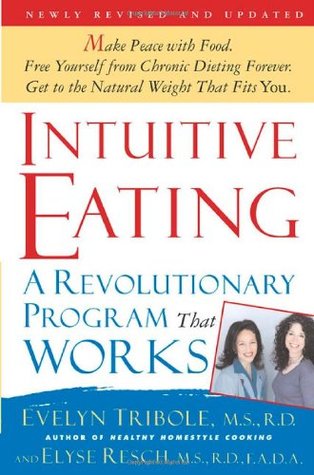 NEWLY REVISED AND UPDATED
Make Peace with Food.
Free Yourself from Chronic Dieting Forever.
Get to the Natural Weight That Fits You.
INTUITIVE
EATING
A REVOLUTIONARY
PROGRAM That
WORKS
EVELYN TRIBOLE, M.S., R.D.
AUTHOR OF HEALTHY HOMESTYLE COOKING
AND ELYSE RESCH, M.S., R.D., F.A.D.A.